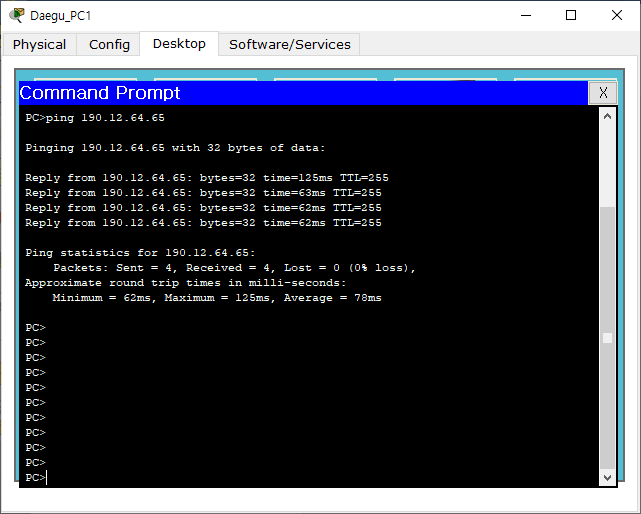 Daegu_PC1
Physical Config Desktop Software/Services
Command Prompt X
PC>ping 190.12.64.65
Pinging 190.12.64.65 with 32 bytes of data:
Reply from 190.12.64.65: bytes=32 time=125ms TTL=255
Reply from 190.12.64.65: bytes=32 time=63ms TTL=255
Reply from 190.12.64.65: bytes=32 time=62ms TTL=255
Reply from 190.12.64.65: bytes=32 time=62ms TTL=255
Ping statistics for 190.12.64.65:
    Packets: Sent = 4, Received = 4, Lost = 0 (0% loss),
Approximate round trip times in milli-seconds:
    Minimum = 62ms, Maximum = 125ms, Average = 78ms
PC>
PC>
PC>
PC>
PC>
PC>
PC>
PC>
PC>
PC>
PC>